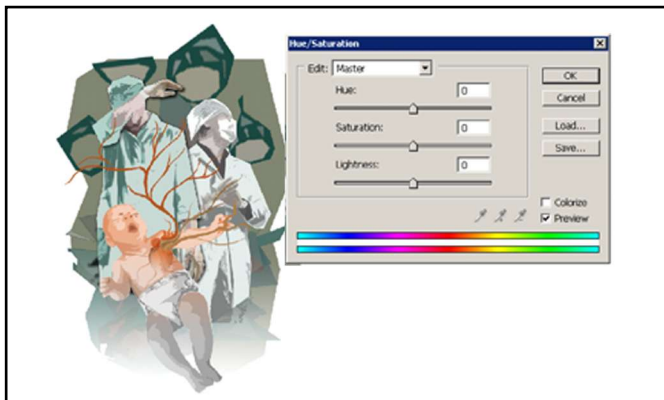 Hue/Saturation
Edit: Master
OK
Hue: 0
Cancel
Saturation: 0
Load...
Save...
Lightness: 0
Colorize
Preview